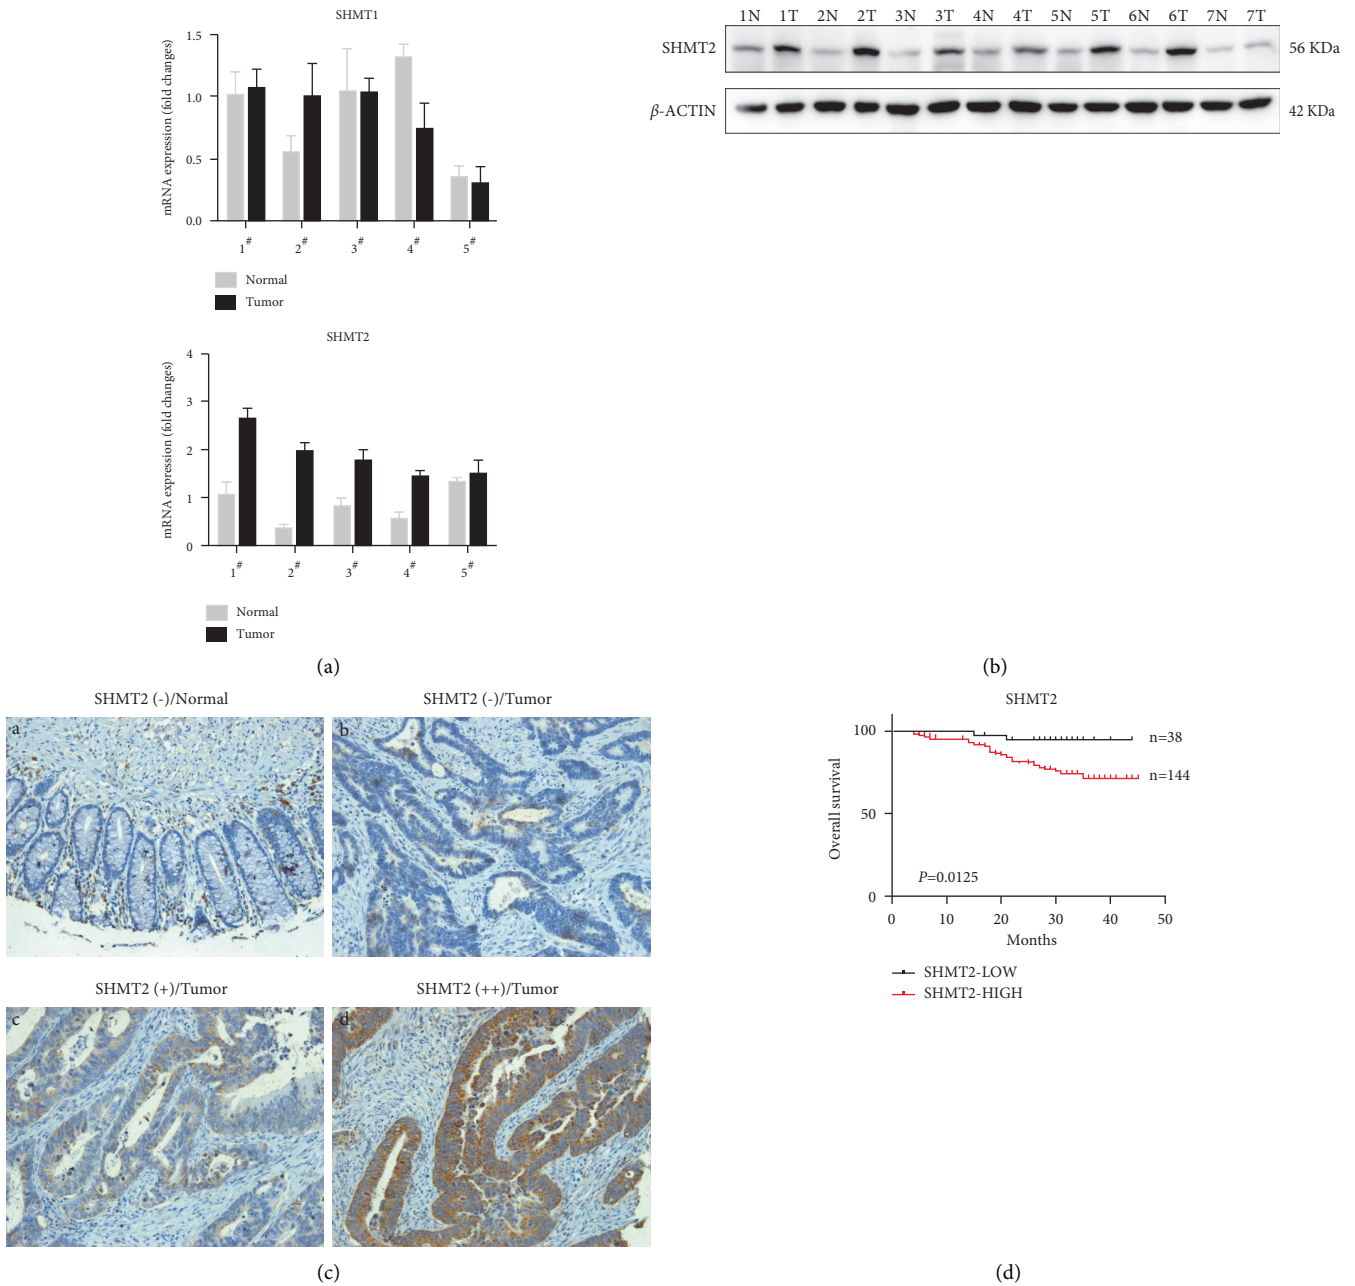 SHMT1
mRNA expression (fold changes)
1.5
1.0
0.5
0.0
1# 2# 3# 4# 5#
Normal
Tumor
SHMT2
mRNA expression (fold changes)
4
3
2
1
0
1# 2# 3# 4# 5#
Normal
Tumor
(a)
1N 1T 2N 2T 3N 3T 4N 4T 5N 5T 6N 6T 7N 7T
SHMT2 56 KDa
β-ACTIN 42 KDa
(b)
SHMT2 (-)/Normal
a
SHMT2 (-)/Tumor
b
SHMT2 (+)/Tumor
c
SHMT2 (++)/Tumor
d
(c)
SHMT2
Overall survival
100
50
0
n=38
n=144
P=0.0125
0 10 20 30 40 50
Months
SHMT2-LOW
SHMT2-HIGH
(d)